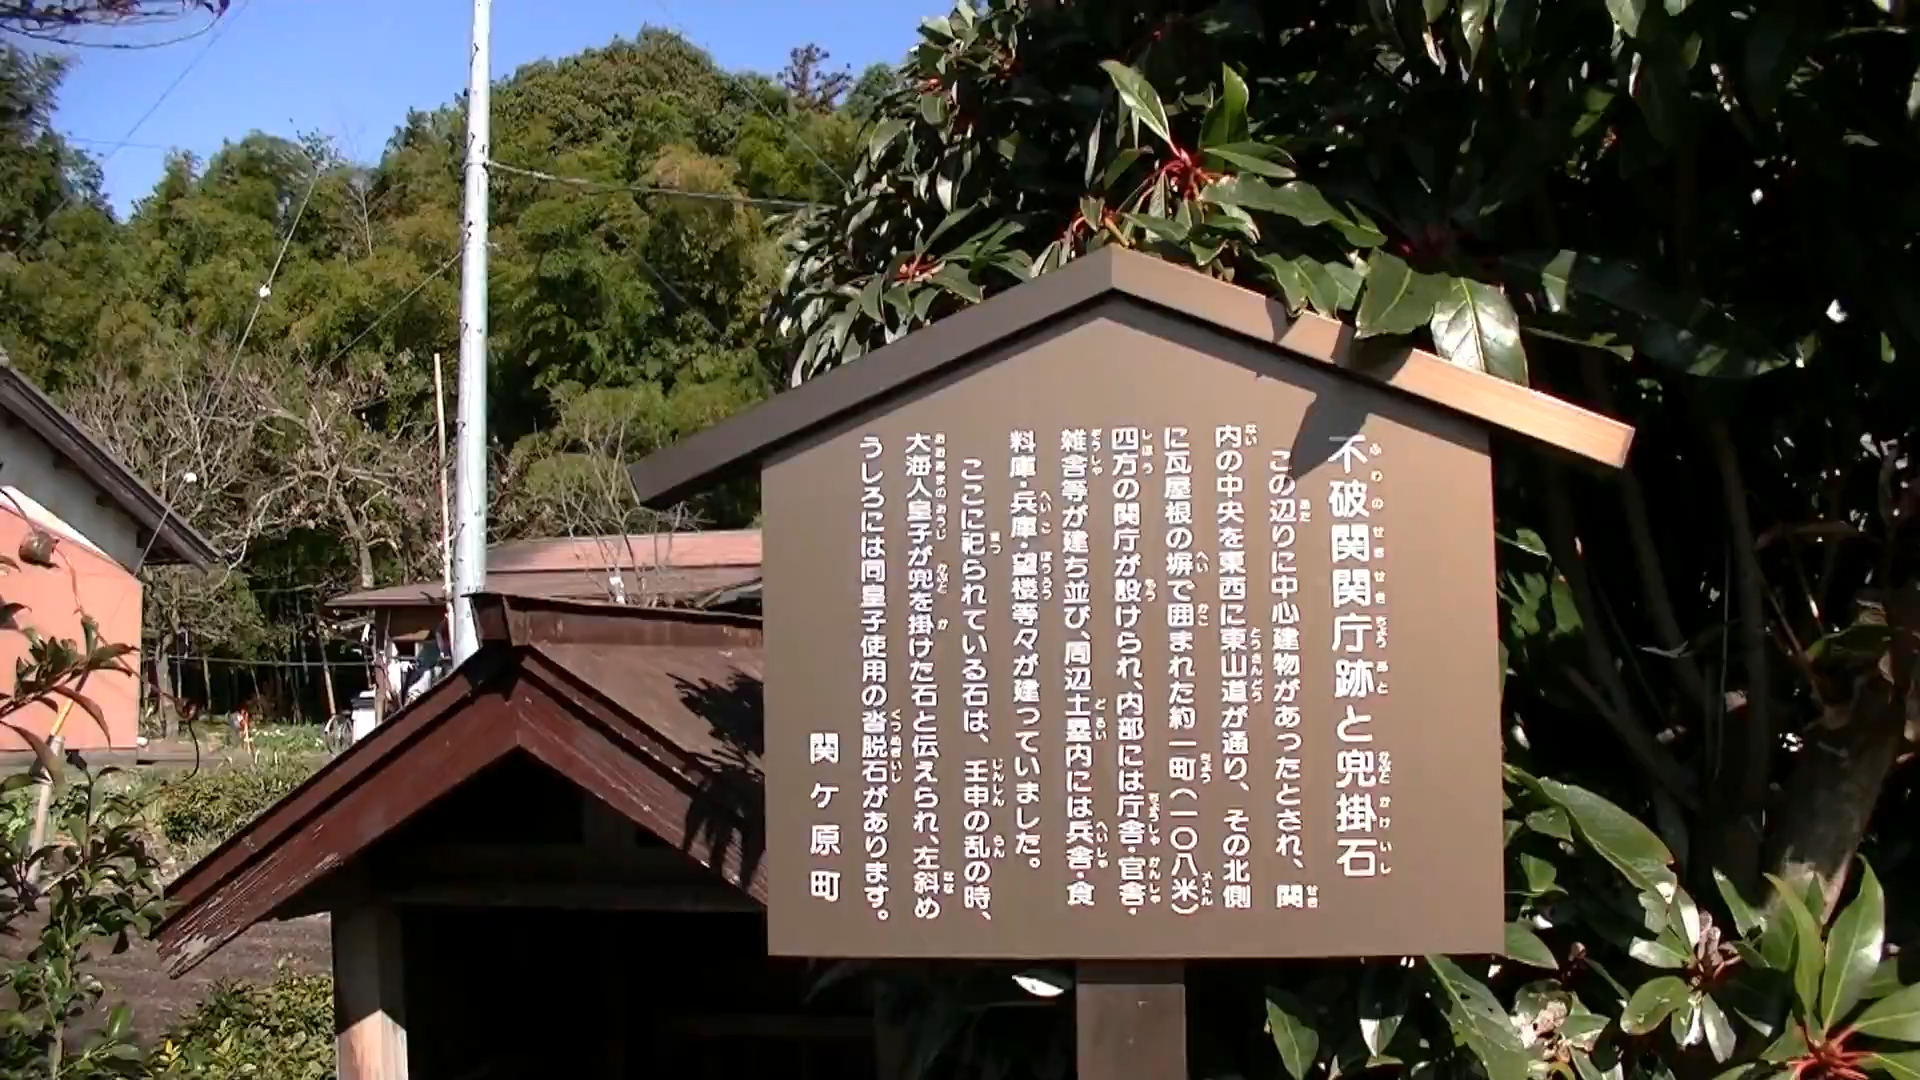 不破関関庁跡と兜掛石
この辺りに中心建物があったとされ、関
内の中央を東西に東山道が通り、その北側
に瓦屋根の塀で囲まれた約一町(一〇八米)
四方の関庁が設けられ、内部には庁舎・官舎・
雑舎等が建ち並び、周辺土塁内には兵舎・食
料庫・兵庫・望楼等々が建っていました。
ここに祀られている石は、壬申の乱の時、
大海人皇子が兜を掛けた石と伝えられ、左斜め
うしろには同皇子使用の沓脱石があります。
関ケ原町